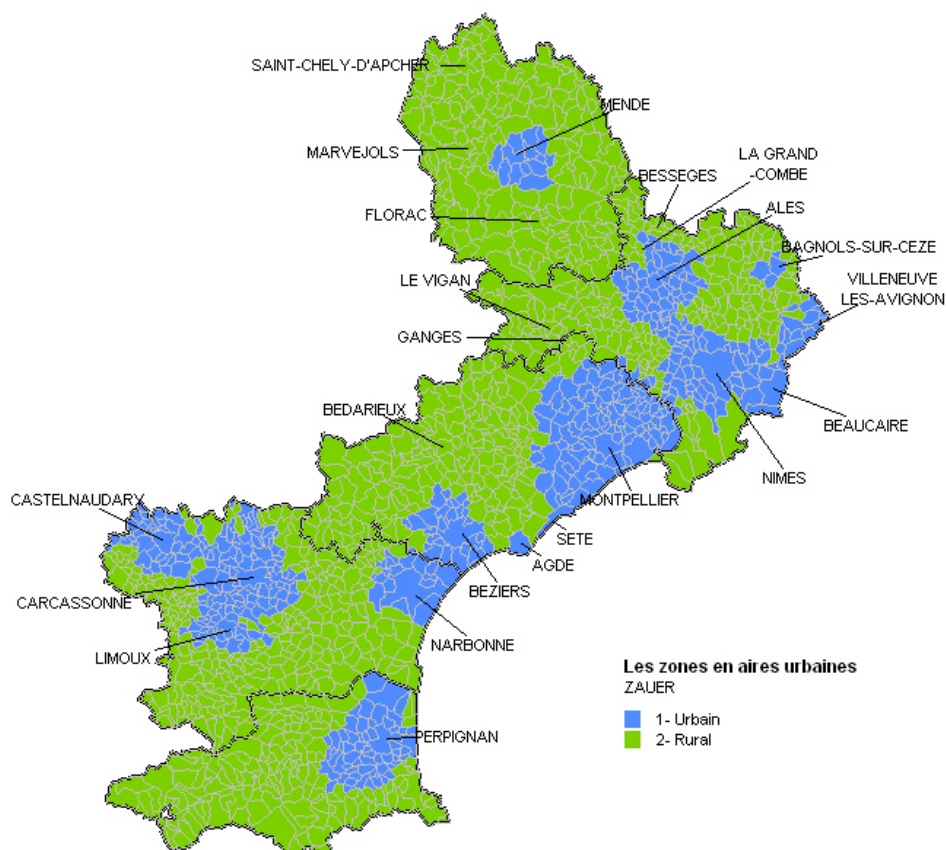 SAINT-CHELY-D'APCHER
MENDE
MARVEJOLS
LA GRAND
-COMBE
BESSEGES
ALES
FLORAC
BAGNOLS-SUR-CEZE
LE VIGAN
VILLENEUVE
LES-AVIGNON
GANGES
BEDARIEUX
BEAUCAIRE
NIMES
CASTELNAUDARY
MONTPELLIER
SETE
AGDE
BEZIERS
CARCASSONNE
NARBONNE
LIMOUX
Les zones en aires urbaines
ZAUER
1- Urbain
2- Rural
PERPIGNAN